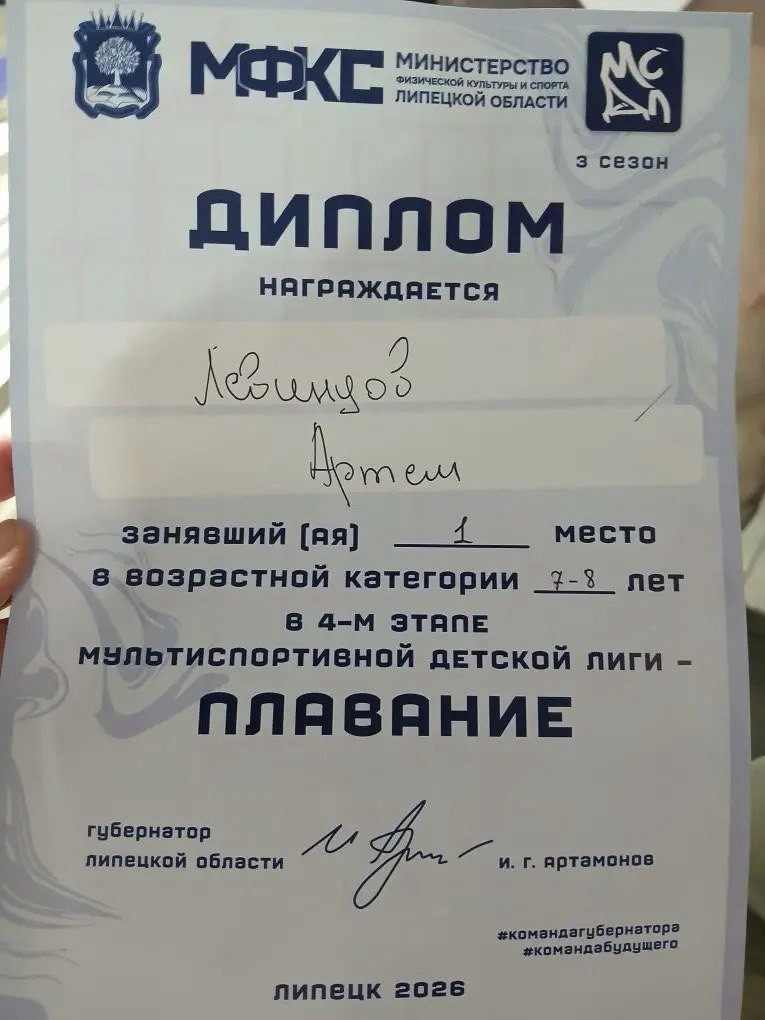 МФКС
МИНИСТЕРСТВО
ФИЗИЧЕСКОЙ КУЛЬТУРЫ И СПОРТА
ЛИПЕЦКОЙ ОБЛАСТИ
3 сезон
ДИПЛОМ
НАГРАЖДАЕТСЯ
Артем
занявший (ая) 1 место
в возрастной категории 7-8 лет
в 4-м этапе
мультиспортивной детской лиги –
ПЛАВАНИЕ
губернатор
липецкой области
и. г. артамонов
#командагубернатора
#командабудущего
липецк 2026